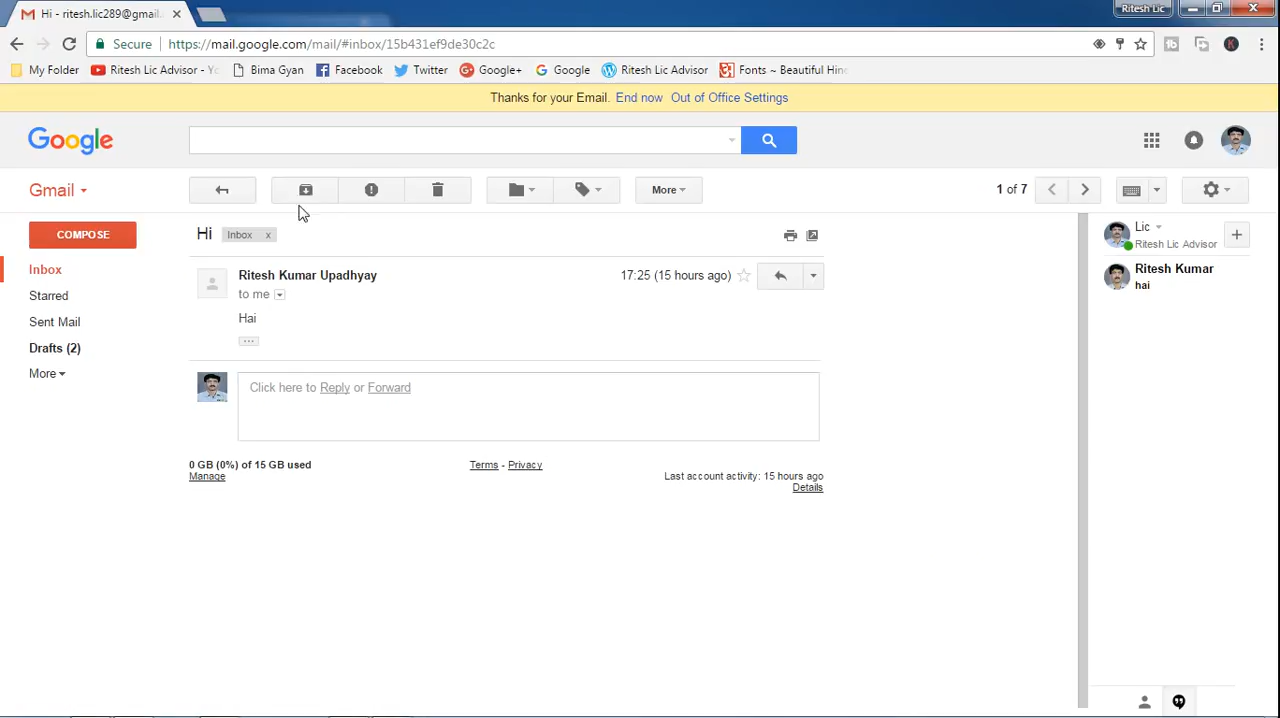 Hi - ritesh.lic289@gmail.
Ritesh Lic
Secure
https://mail.google.com/mail/#inbox/15b431ef9de30c2c
My Folder
Ritesh Lic Advisor - Yo
Bima Gyan
Facebook
Twitter
Google+
Google
Ritesh Lic Advisor
Fonts ~ Beautiful Hin
Thanks for your Email. End now Out of Office Settings
Google
Gmail
More
1 of 7
COMPOSE
Hi
Inbox x
Lic
Ritesh Lic Advisor
Inbox
Starred
Sent Mail
Drafts (2)
More
Ritesh Kumar Upadhyay
17:25 (15 hours ago)
to me
Hai
Ritesh Kumar
hai
Click here to Reply or Forward
0 GB (0%) of 15 GB used
Manage
Terms - Privacy
Last account activity: 15 hours ago
Details